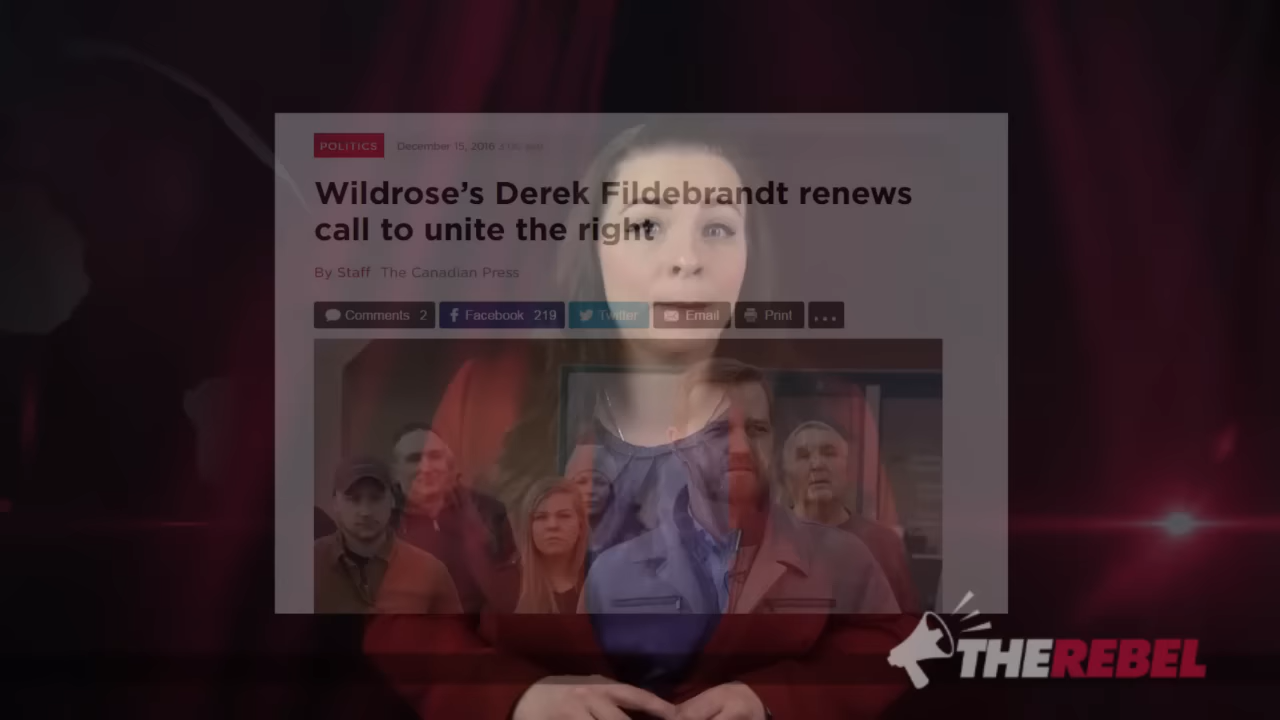 POLITICS December 15, 2016
Wildrose's Derek Fildebrandt renews
call to unite the right
By Staff The Canadian Press
Comments 2 Facebook 219 Twitter Email Print ...
THEREBEL